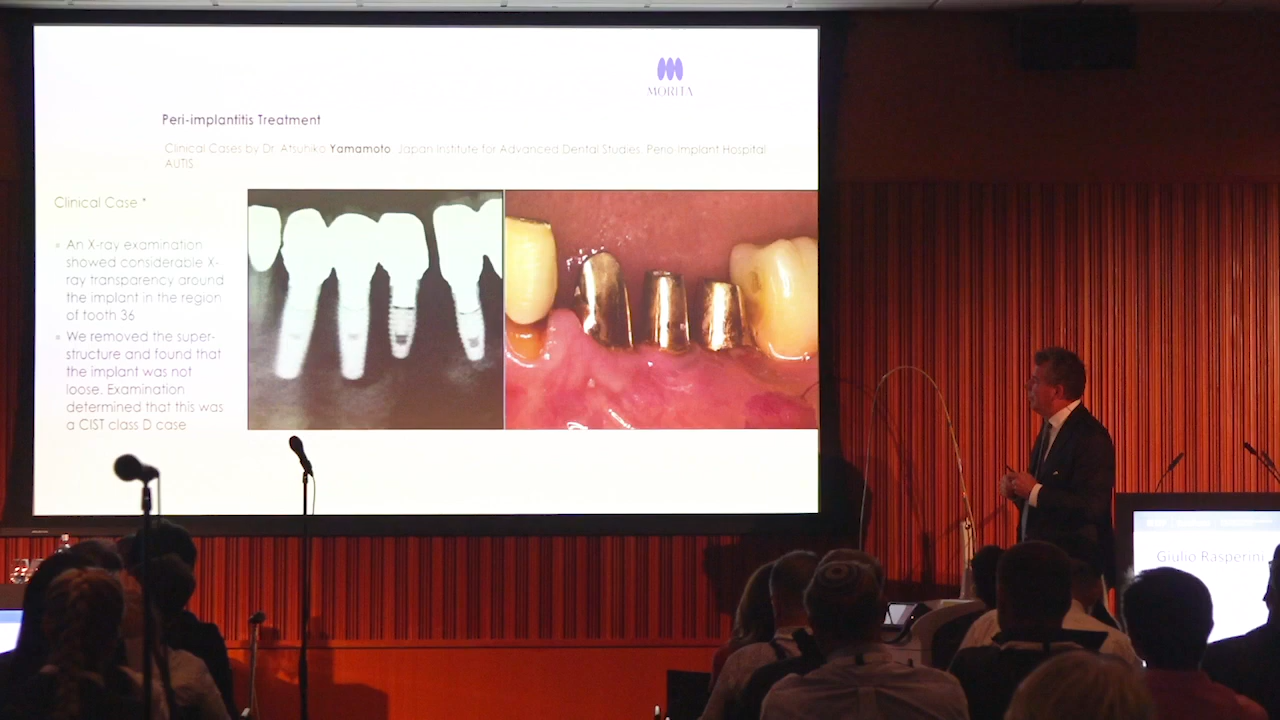 MORITA
Peri-implantitis Treatment
Clinical Cases by Dr. Atsuhiko Yamamoto. Japan Institute for Advanced Dental Studies. Perio Implant Hospital
AUTIS
Clinical Case *
An X-ray examination
showed considerable X-
ray transparency around
the implant in the region
of tooth 36
We removed the super-
structure and found that
the implant was not
loose. Examination
determined that this was
a CIST class D case
Giulio Rasperini